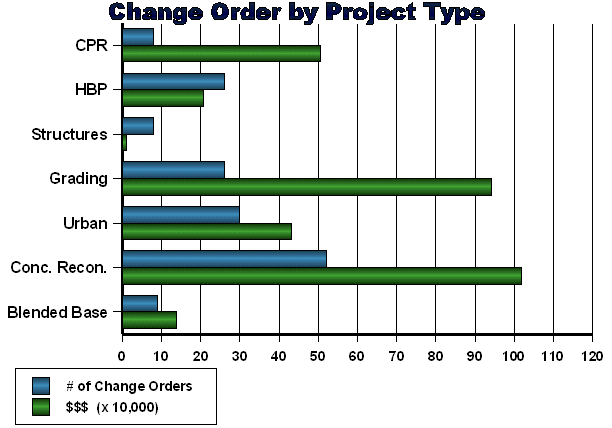 Change Order by Project Type
CPR
HBP
Structures
Grading
Urban
Conc. Recon.
Blended Base
0 10 20 30 40 50 60 70 80 90 100 110 120
# of Change Orders
$$$ (x 10,000)